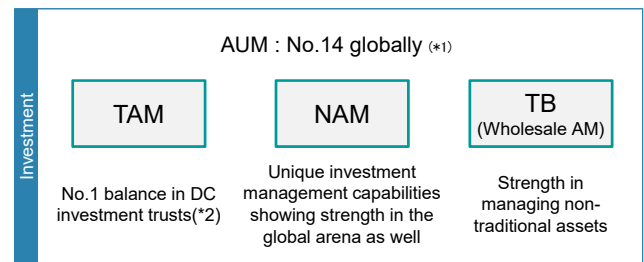 Investment
AUM : No.14 globally (*1)
TAM
No.1 balance in DC
investment trusts(*2)
NAM
Unique investment
management capabilities
showing strength in the
global arena as well
TB
(Wholesale AM)
Strength in
managing non-
traditional assets